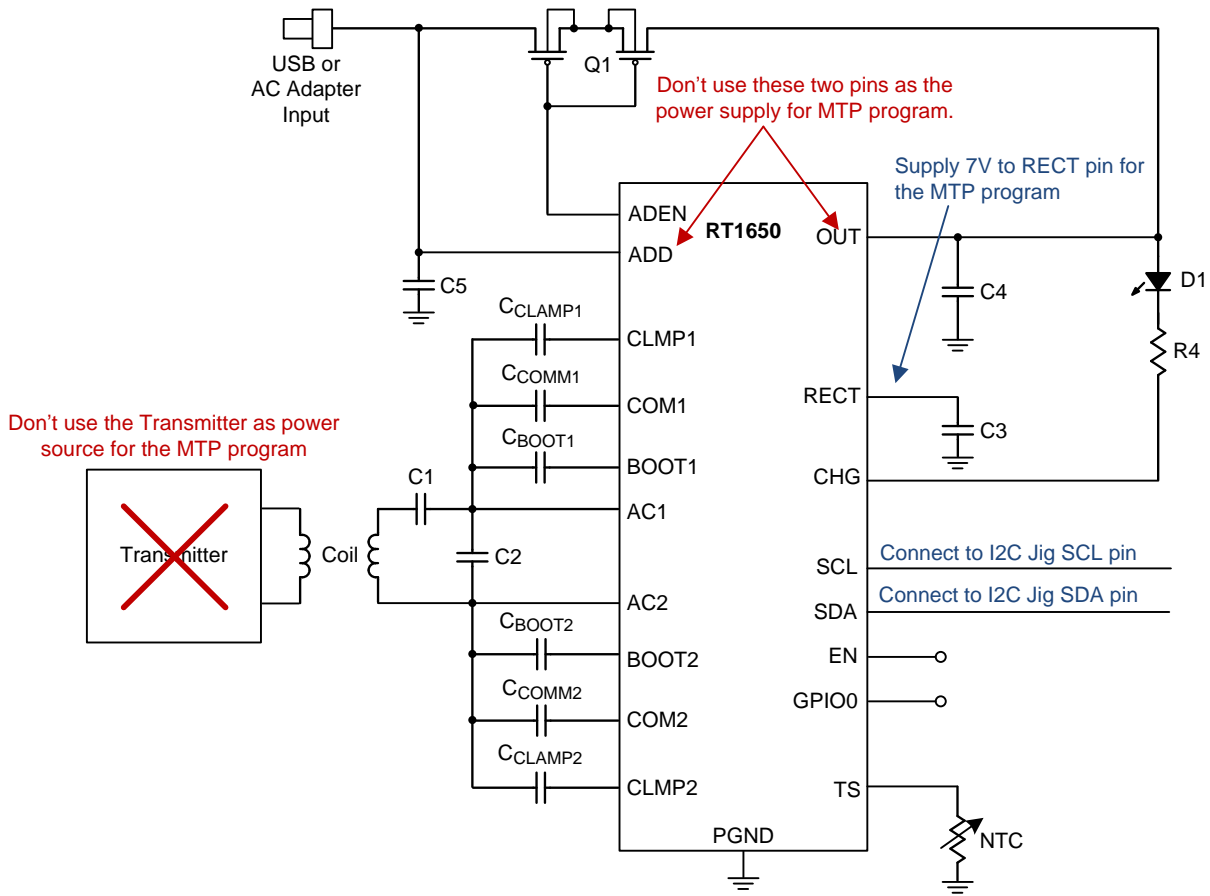 USB or
AC Adapter
Input
Q1
Don't use these two pins as the
power supply for MTP program.
Supply 7V to RECT pin for
the MTP program
ADEN
RT1650
OUT
ADD
C5
C4
D1
CCLAMP1
CLMP1
R4
CCOMM1
COM1
RECT
C3
Don't use the Transmitter as power
source for the MTP program
CBOOT1
BOOT1
CHG
C1
AC1
Transmitter
Coil
C2
SCL
Connect to I2C Jig SCL pin
AC2
SDA
Connect to I2C Jig SDA pin
CBOOT2
BOOT2
EN
CCOMM2
COM2
GPIO0
CCLAMP2
CLMP2
TS
PGND
NTC